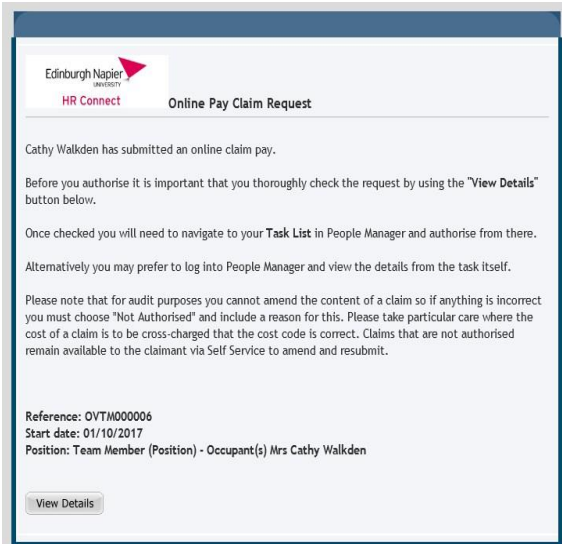 Edinburgh Napier
UNIVERSITY
HR Connect
Online Pay Claim Request
Cathy Walkden has submitted an online claim pay.
Before you authorise it is important that you thoroughly check the request by using the "View Details"
button below.
Once checked you will need to navigate to your Task List in People Manager and authorise from there.
Alternatively you may prefer to log into People Manager and view the details from the task itself.
Please note that for audit purposes you cannot amend the content of a claim so if anything is incorrect
you must choose "Not Authorised" and include a reason for this. Please take particular care where the
cost of a claim is to be cross-charged that the cost code is correct. Claims that are not authorised
remain available to the claimant via Self Service to amend and resubmit.
Reference: OVTM000006
Start date: 01/10/2017
Position: Team Member (Position) - Occupant(s) Mrs Cathy Walkden
View Details